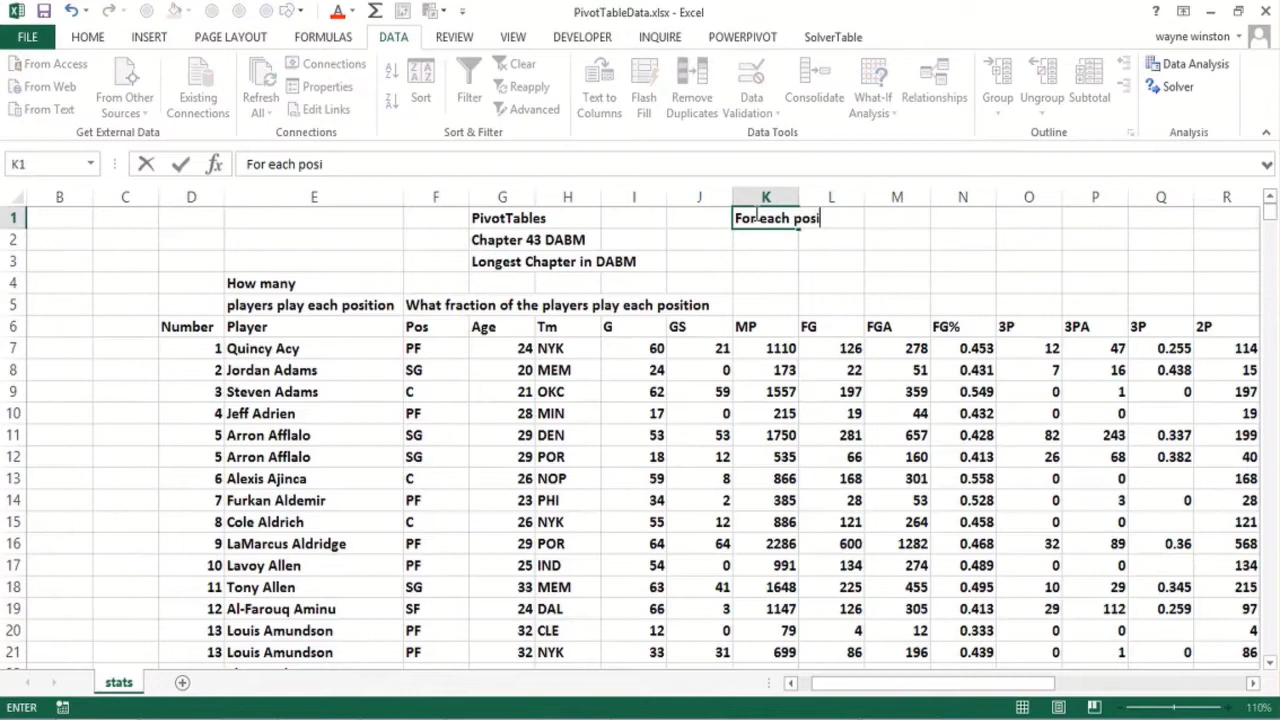 PivotTableData.xlsx - Excel
FILE HOME INSERT PAGE LAYOUT FORMULAS DATA REVIEW VIEW DEVELOPER INQUIRE POWERPIVOT SolverTable wayne winston
From Access
From Web
From Text
From Other Sources
Existing Connections
Get External Data
Refresh All
Connections
Properties
Edit Links
Connections
Sort
Filter
Clear
Reapply
Advanced
Sort & Filter
Text to Columns
Flash Fill
Remove Duplicates
Data Validation
Consolidate
What-If Analysis
Relationships
Data Tools
Group
Ungroup
Subtotal
Outline
Data Analysis
Solver
Analysis
K1 fx For each posi
B C D E F G H I J K L M N O P Q R
1 PivotTables For each posi
2 Chapter 43 DABM
3 Longest Chapter in DABM
4 How many
5 players play each position What fraction of the players play each position
6 Number Player Pos Age Tm G GS MP FG FGA FG% 3P 3PA 3P 2P
7 1 Quincy Acy PF 24 NYK 60 21 1110 126 278 0.453 12 47 0.255 114
8 2 Jordan Adams SG 20 MEM 24 0 173 22 51 0.431 7 16 0.438 15
9 3 Steven Adams C 21 OKC 62 59 1557 197 359 0.549 0 1 0 197
10 4 Jeff Adrien PF 28 MIN 17 0 215 19 44 0.432 0 0 19
11 5 Arron Afflalo SG 29 DEN 53 53 1750 281 657 0.428 82 243 0.337 199
12 5 Arron Afflalo SG 29 POR 18 12 535 66 160 0.413 26 68 0.382 40
13 6 Alexis Ajinca C 26 NOP 59 8 866 168 301 0.558 0 0 168
14 7 Furkan Aldemir PF 23 PHI 34 2 385 28 53 0.528 0 3 0 28
15 8 Cole Aldrich C 26 NYK 55 12 886 121 264 0.458 0 0 121
16 9 LaMarcus Aldridge PF 29 POR 64 64 2286 600 1282 0.468 32 89 0.36 568
17 10 Lavoy Allen PF 25 IND 54 0 991 134 274 0.489 0 0 134
18 11 Tony Allen SG 33 MEM 63 41 1648 225 455 0.495 10 29 0.345 215
19 12 Al-Farouq Aminu SF 24 DAL 66 3 1147 126 305 0.413 29 112 0.259 97
20 13 Louis Amundson PF 32 CLE 12 0 79 4 12 0.333 0 0 4
21 13 Louis Amundson PF 32 NYK 33 31 699 86 196 0.439 0 1 0 86
stats
ENTER 110%